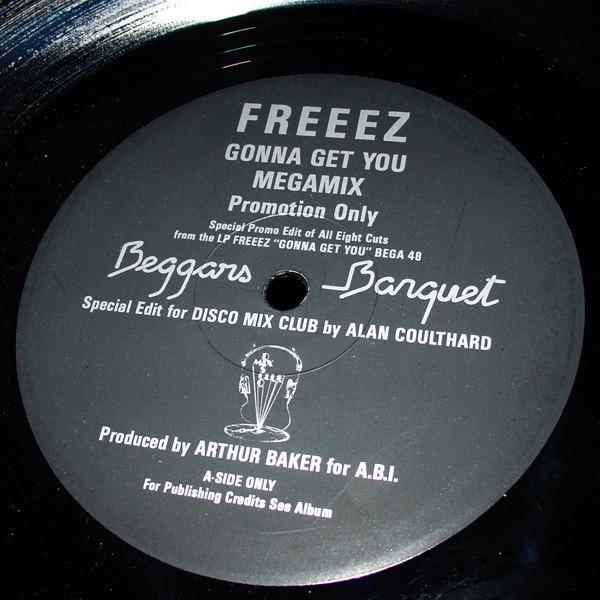 FREEEZ
GONNA GET YOU
MEGAMIX
Promotion Only
Special Promo Edit of All Eight Cuts
from the LP FREEEZ "GONNA GET YOU" BEGA 48
Beggars Banquet
Special Edit for DISCO MIX CLUB by ALAN COULTHARD
Produced by ARTHUR BAKER for A.B.I.
A-SIDE ONLY
For Publishing Credits See Album